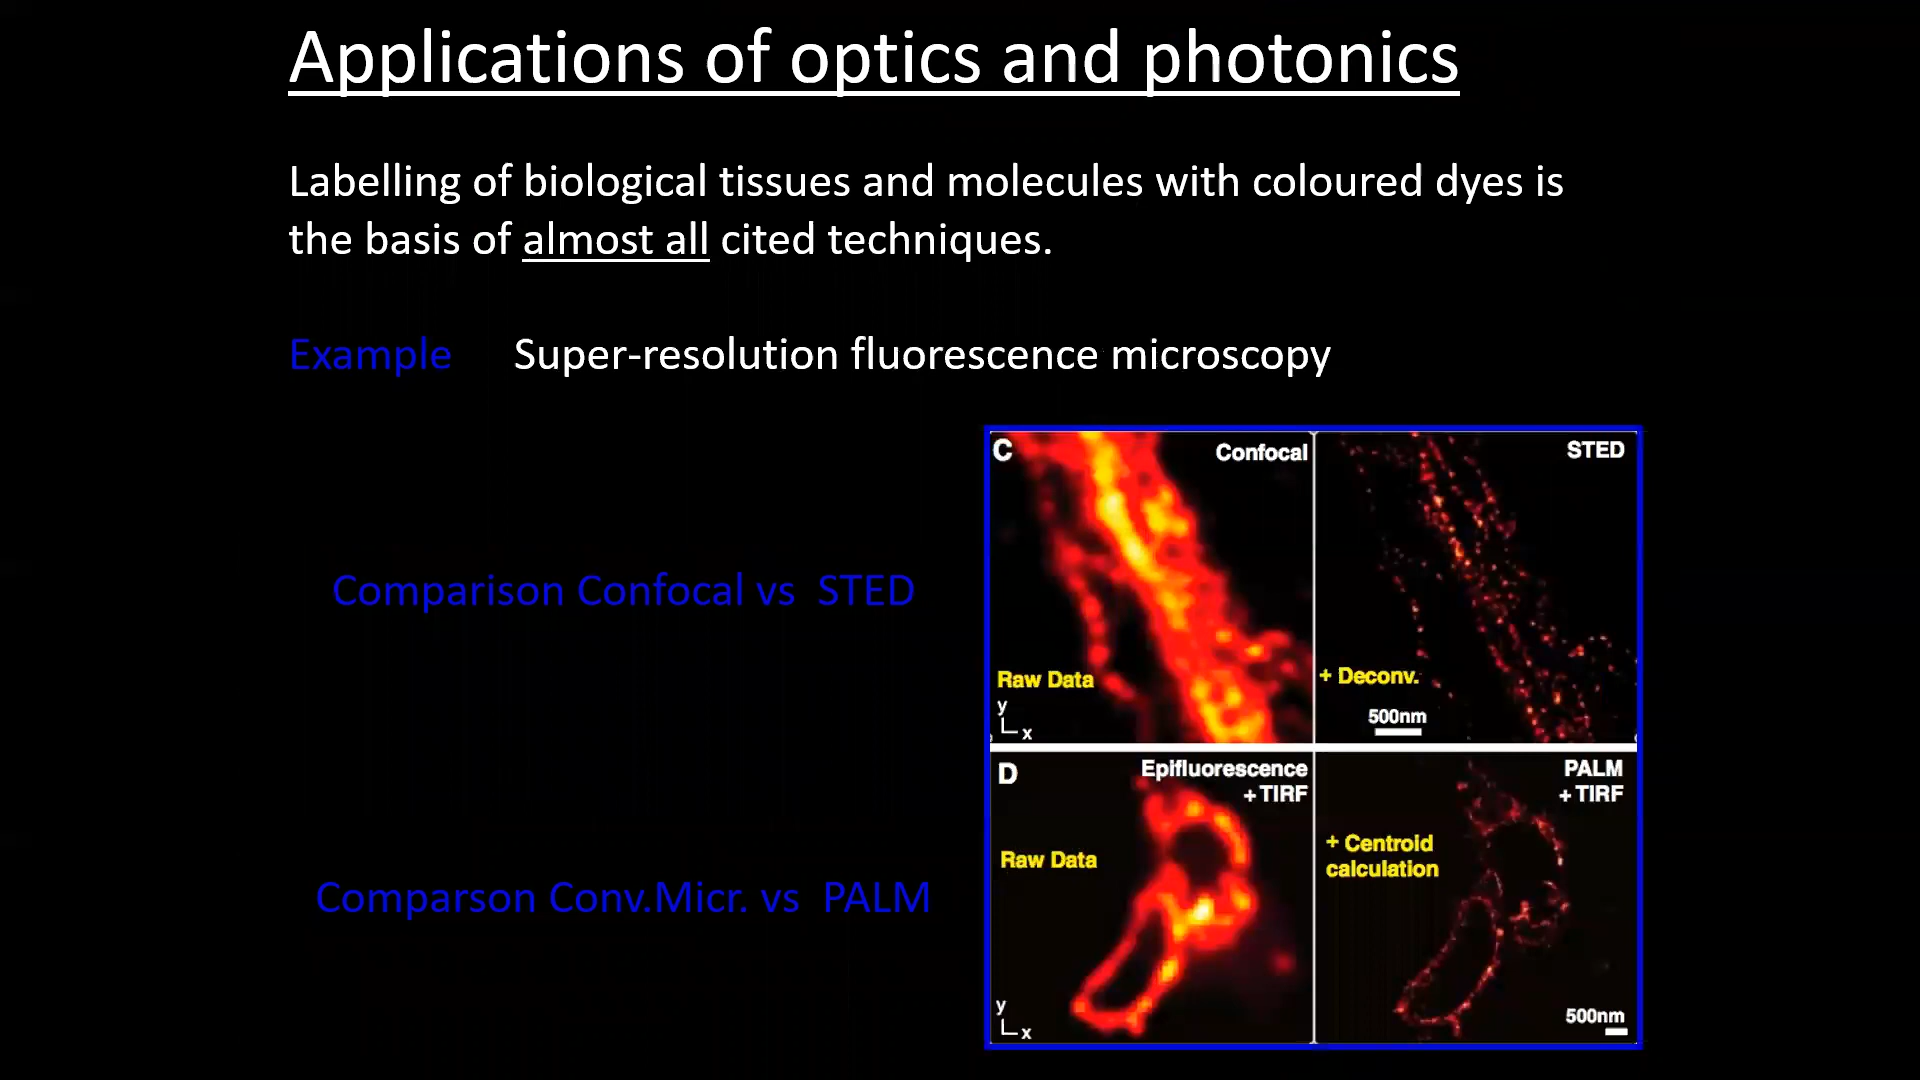 Applications of optics and photonics
Labelling of biological tissues and molecules with coloured dyes is
the basis of almost all cited techniques.
Example Super-resolution fluorescence microscopy
Comparison Confocal vs STED
C Confocal STED
Raw Data + Deconv.
y
x
500nm
Comparson Conv.Micr. vs PALM
D Epifluorescence
+ TIRF
PALM
+ TIRF
Raw Data
+ Centroid
calculation
y
x
500nm